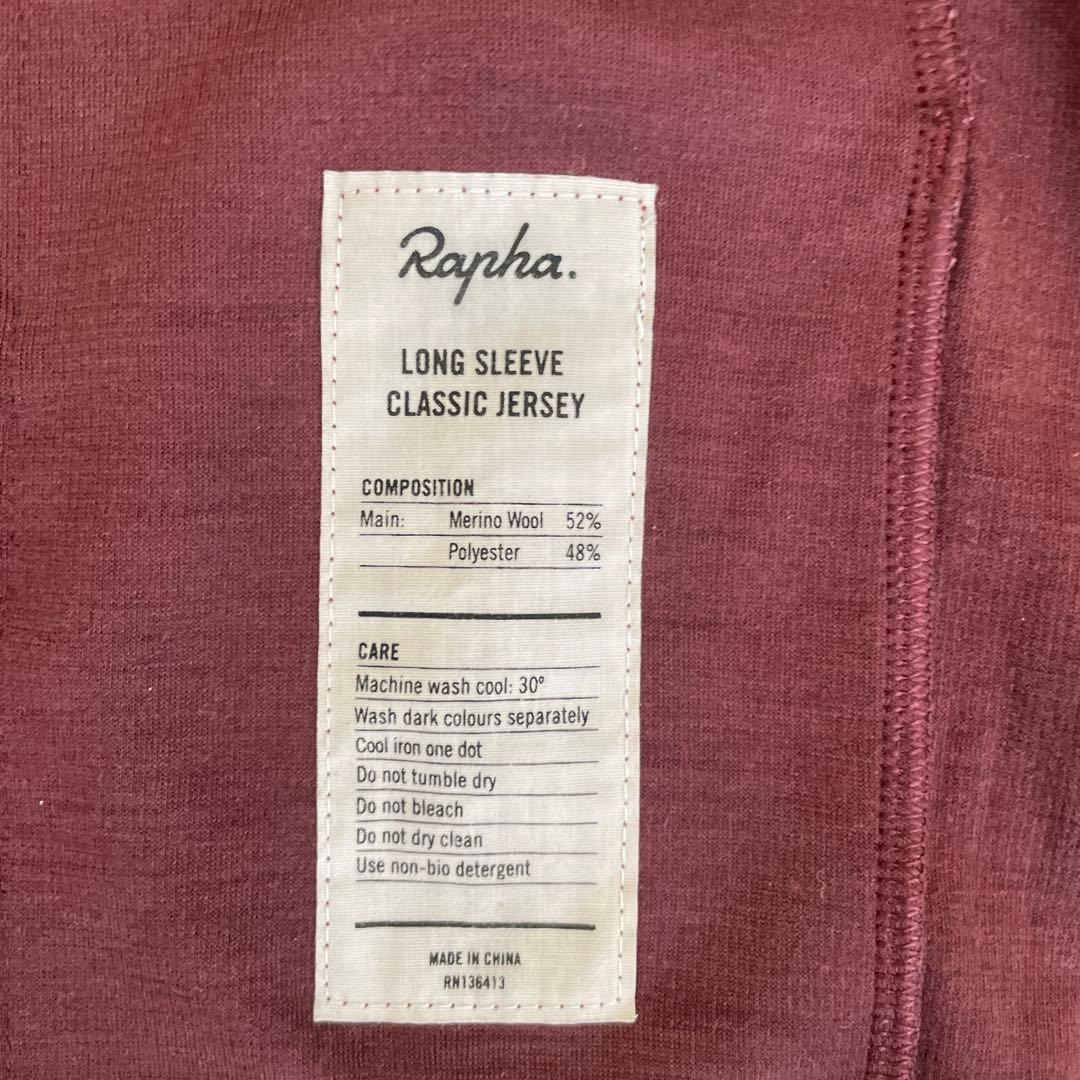 Rapha.
LONG SLEEVE
CLASSIC JERSEY
COMPOSITION
Main: Merino Wool 52%
Polyester 48%
CARE
Machine wash cool: 30°
Wash dark colours separately
Cool iron one dot
Do not tumble dry
Do not bleach
Do not dry clean
Use non-bio detergent
MADE IN CHINA
RN136413